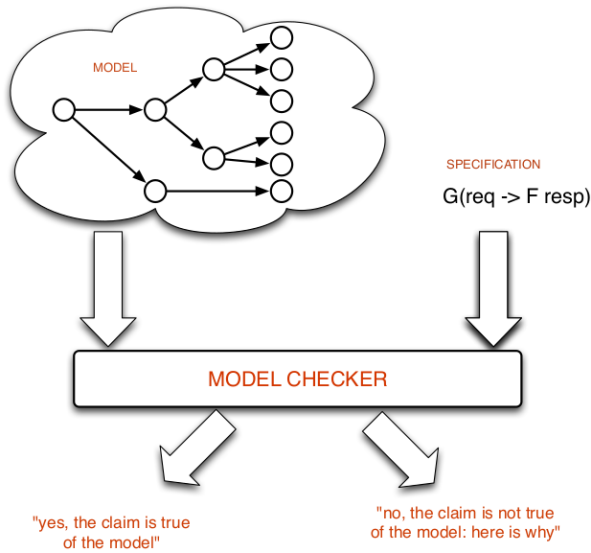 MODEL
SPECIFICATION
G(req -> F resp)
MODEL CHECKER
"yes, the claim is true
of the model"
"no, the claim is not true
of the model: here is why"